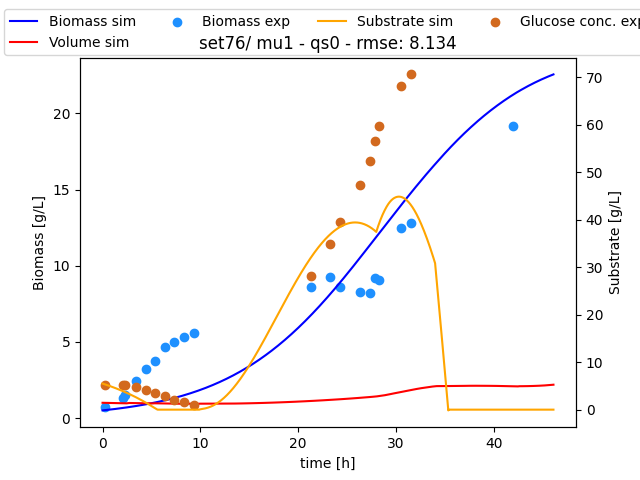 Biomass sim
Biomass exp
Substrate sim
Glucose conc. exp
Volume sim
set76/ mu1 - qs0 - rmse: 8.134
Biomass [g/L]
0
5
10
15
20
0
10
20
30
40
time [h]
0
10
20
30
40
50
60
70
Substrate [g/L]